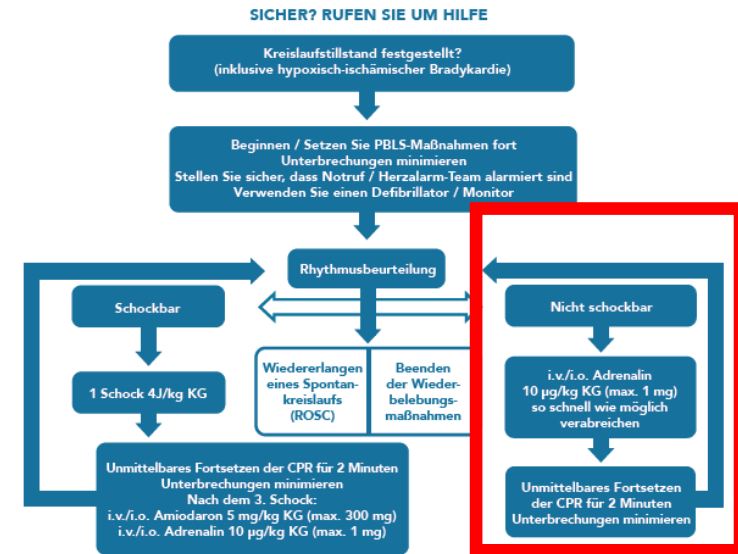 SICHER? RUFEN SIE UM HILFE
Kreislaufstillstand festgestellt?
(inklusive hypoxisch-ischämischer Bradykardie)
Beginnen / Setzen Sie PBLS-Maßnahmen fort
Unterbrechungen minimieren
Stellen Sie sicher, dass Notruf / Herzalarm-Team alarmiert sind
Verwenden Sie einen Defibrillator / Monitor
Rhythmusbeurteilung
Schockbar
1 Schock 4J/kg KG
Unmittelbares Fortsetzen der CPR für 2 Minuten
Unterbrechungen minimieren
Nach dem 3. Schock:
i.v./i.o. Amiodaron 5 mg/kg KG (max. 300 mg)
i.v./i.o. Adrenalin 10 µg/kg KG (max. 1 mg)
Wiedererlangen
eines Spontan-
kreislaufs
(ROSC)
Beenden
der Wieder-
belebungs-
maßnahmen
Nicht schockbar
i.v./i.o. Adrenalin
10 µg/kg KG (max. 1 mg)
so schnell wie möglich
verabreichen
Unmittelbares Fortsetzen
der CPR für 2 Minuten
Unterbrechungen minimieren